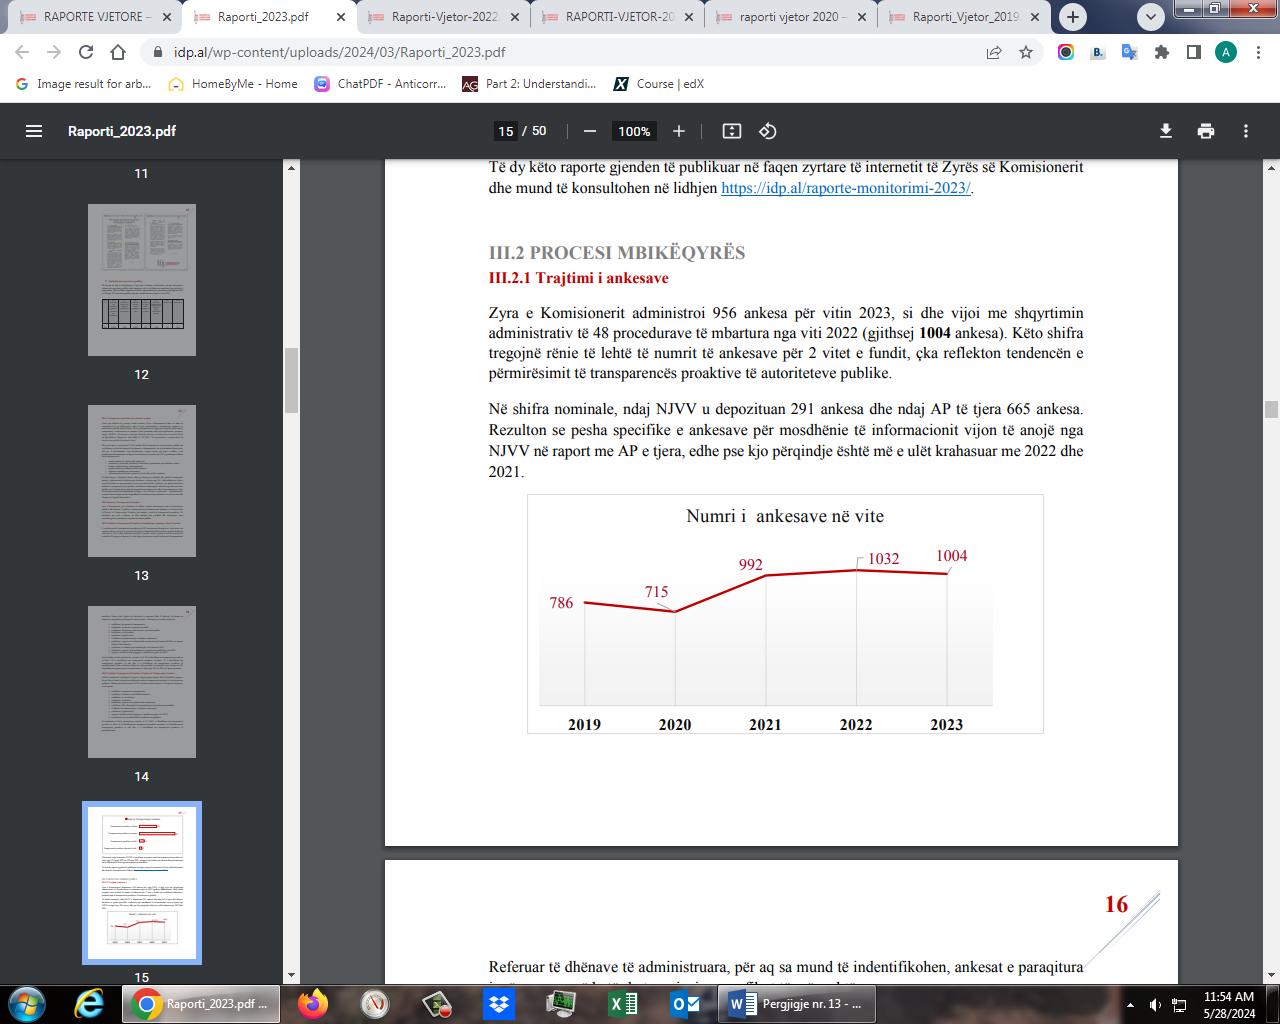 RAPORTE VJETORE –
Raporti_2023.pdf
Raporti-Vjetor-2022
RAPORTI-VJETOR-20
raporti vjetor 2020 –
Raporti_Vjetor_2019
idp.al/wp-content/uploads/2024/03/Raporti_2023.pdf
A
Image result for arb...
HomeByMe - Home
ChatPDF - Anticorr...
Part 2: Understandi...
Course | edX
Raporti_2023.pdf
15 / 50
100%
11
12
13
14
15
Të dy këto raporte gjenden të publikuar në faqen zyrtare të internetit të Zyrës së Komisionerit
dhe mund të konsultohen në lidhjen https://idp.al/raporte-monitorimi-2023/.
III.2 PROCESI MBIKËQYRËS
III.2.1 Trajtimi i ankesave
Zyra e Komisionerit administroi 956 ankesa për vitin 2023, si dhe vijoi me shqyrtimin
administrativ të 48 procedurave të mbartura nga viti 2022 (gjithsej 1004 ankesa). Këto shifra
tregojnë rënie të lehtë të numrit të ankesave për 2 vitet e fundit, çka reflekton tendencën e
përmirësimit të transparencës proaktive të autoriteteve publike.
Në shifra nominale, ndaj NJVV u depozituan 291 ankesa dhe ndaj AP të tjera 665 ankesa.
Rezulton se pesha specifike e ankesave për mosdhënie të informacionit vijon të anojë nga
NJVV në raport me AP e tjera, edhe pse kjo përqindje është më e ulët krahasuar me 2022 dhe
2021.
Numri i ankesave në vite
786
715
992
1032
1004
2019 2020 2021 2022 2023
16
Referuar të dhënave të administruara, për aq sa mund të indentifikohen, ankesat e paraqitura
Raporti_2023.pdf ...
Pergjigje nr. 13 - ...
11:54 AM
5/28/2024